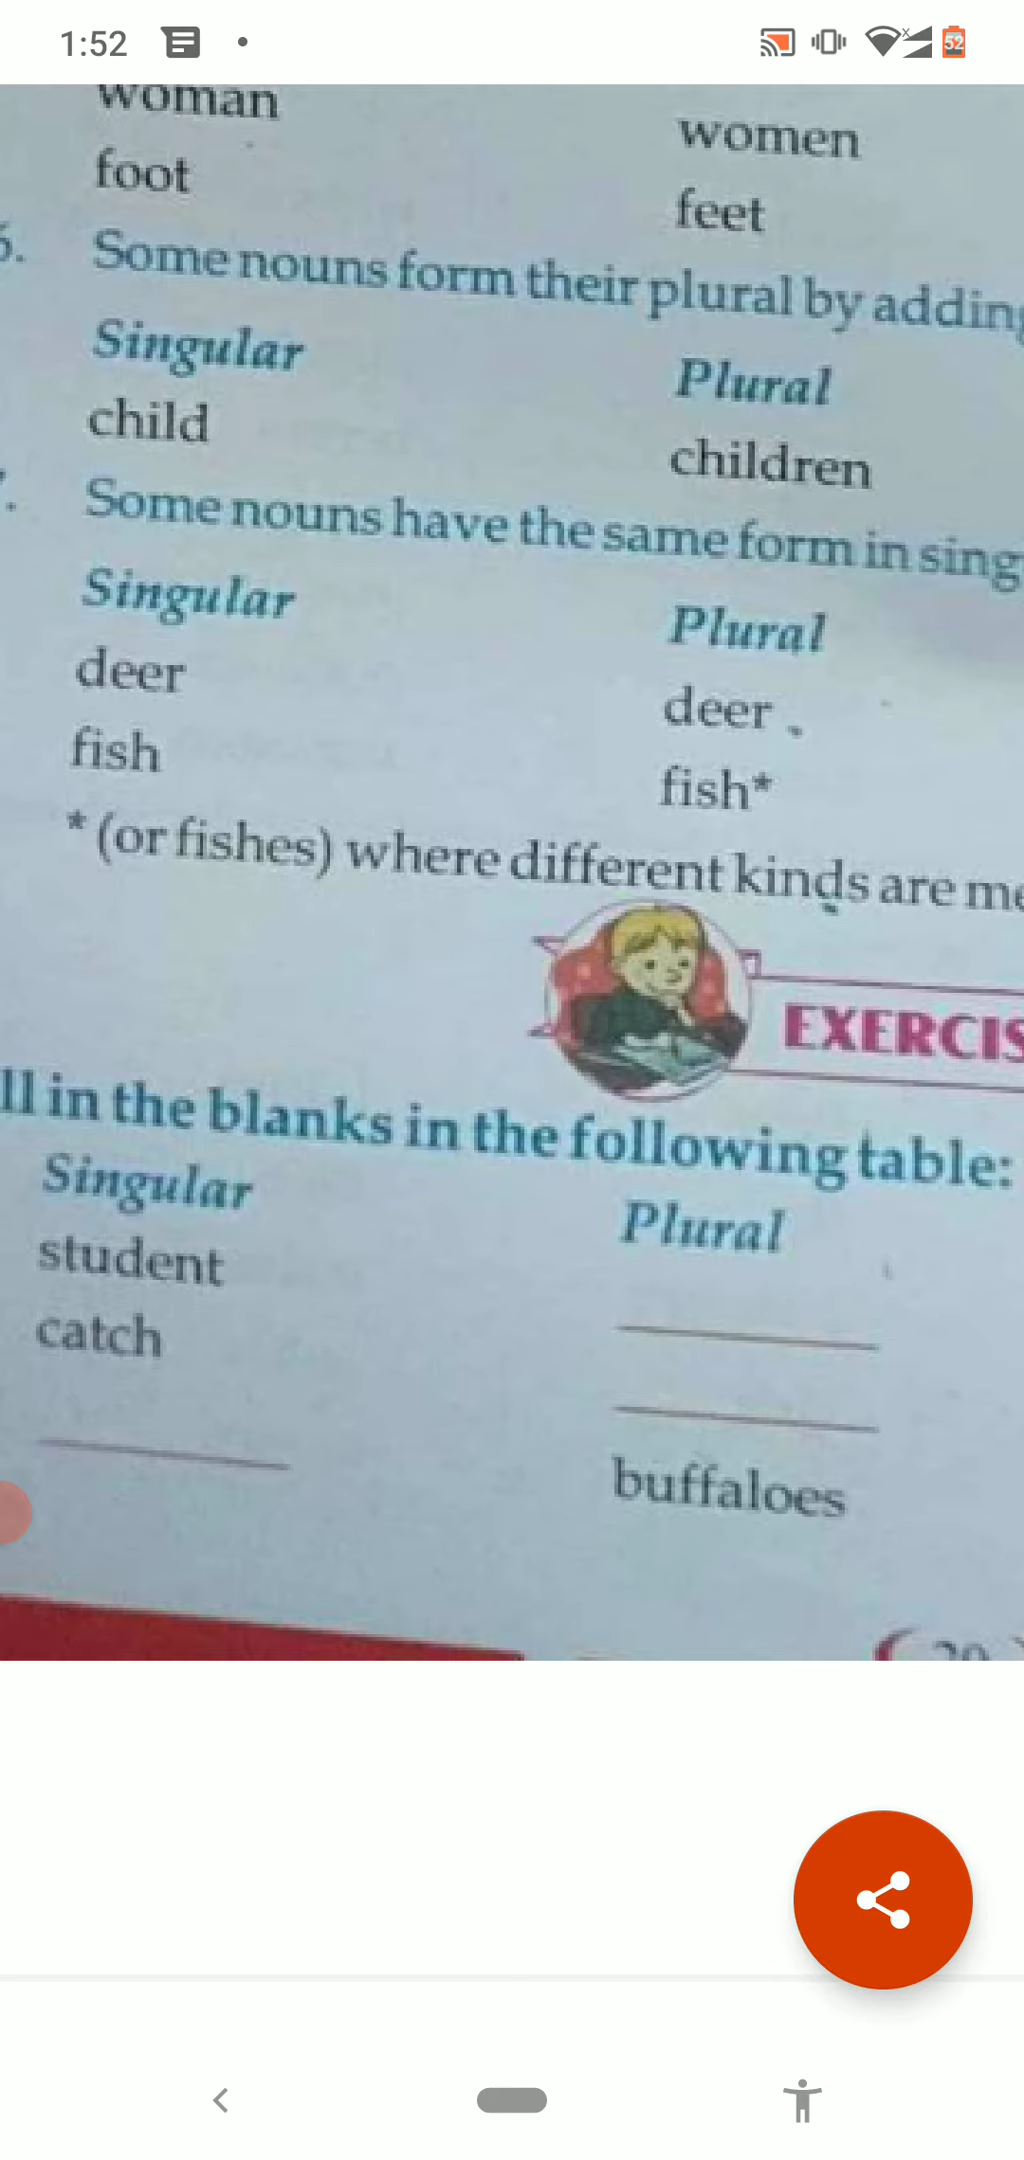 1:52
52
woman women
foot feet
Some nouns form their plural by adding
Singular Plural
child children
Some nouns have the same form in sing
Singular Plural
deer deer
fish fish*
* (or fishes) where different kinds are me
EXERCIS
ll in the blanks in the following table:
Singular Plural
student
catch
buffaloes